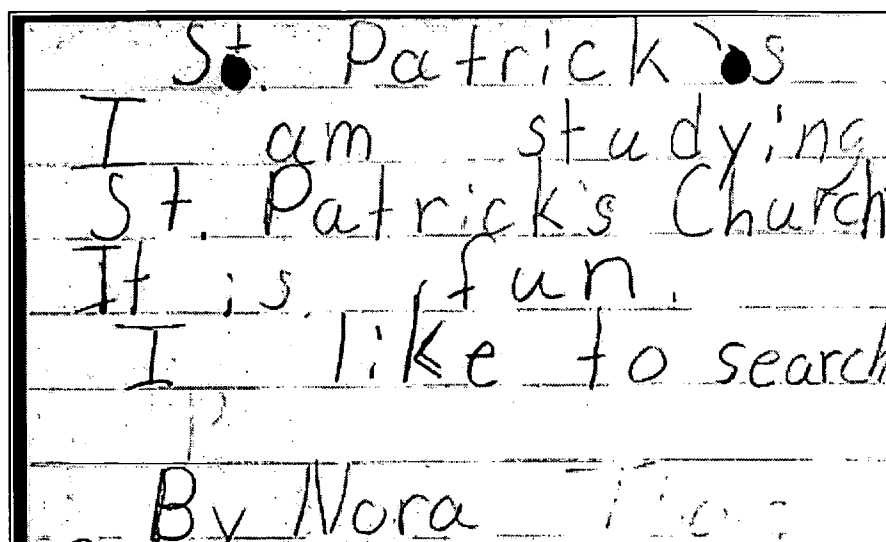 St. Patrick's
I am studying
St. Patrick's Church
It is fun.
I like to search
By Nora